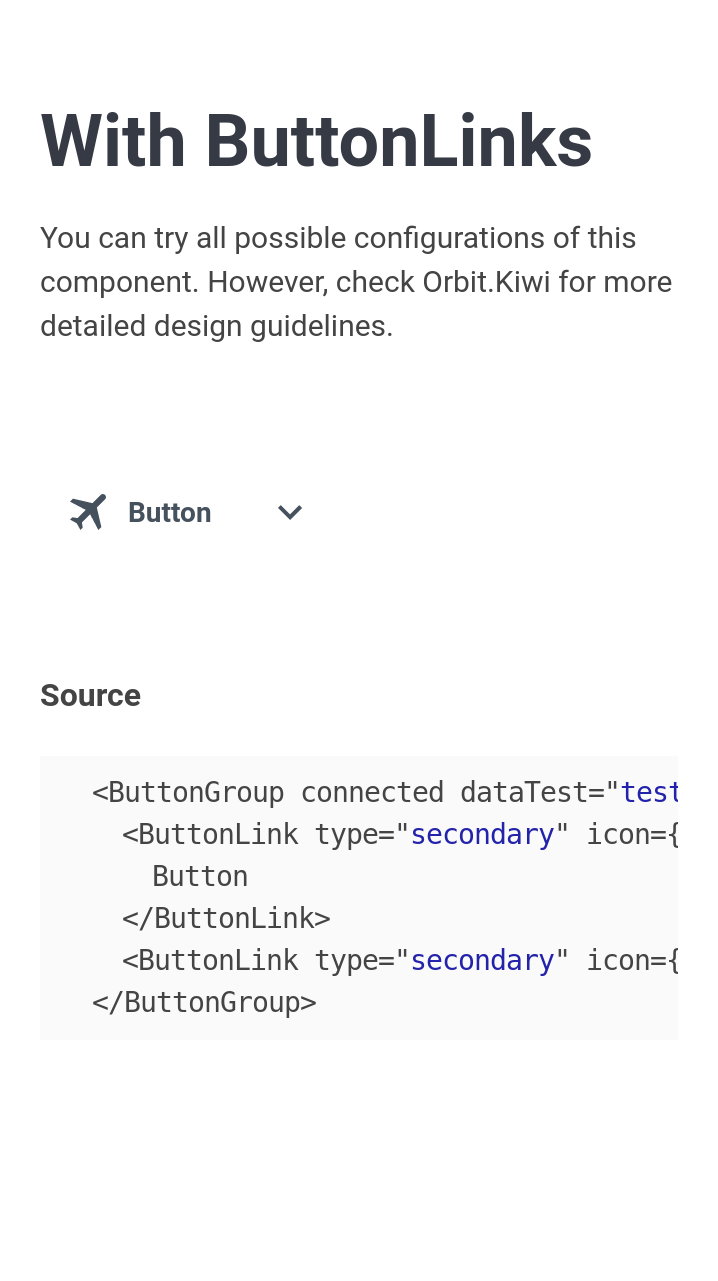 With ButtonLinks
You can try all possible configurations of this
component. However, check Orbit.Kiwi for more
detailed design guidelines.
Button
Source
<ButtonGroup connected dataTest="test
<ButtonLink type="secondary" icon={
Button
</ButtonLink>
<ButtonLink type="secondary" icon={
</ButtonGroup>